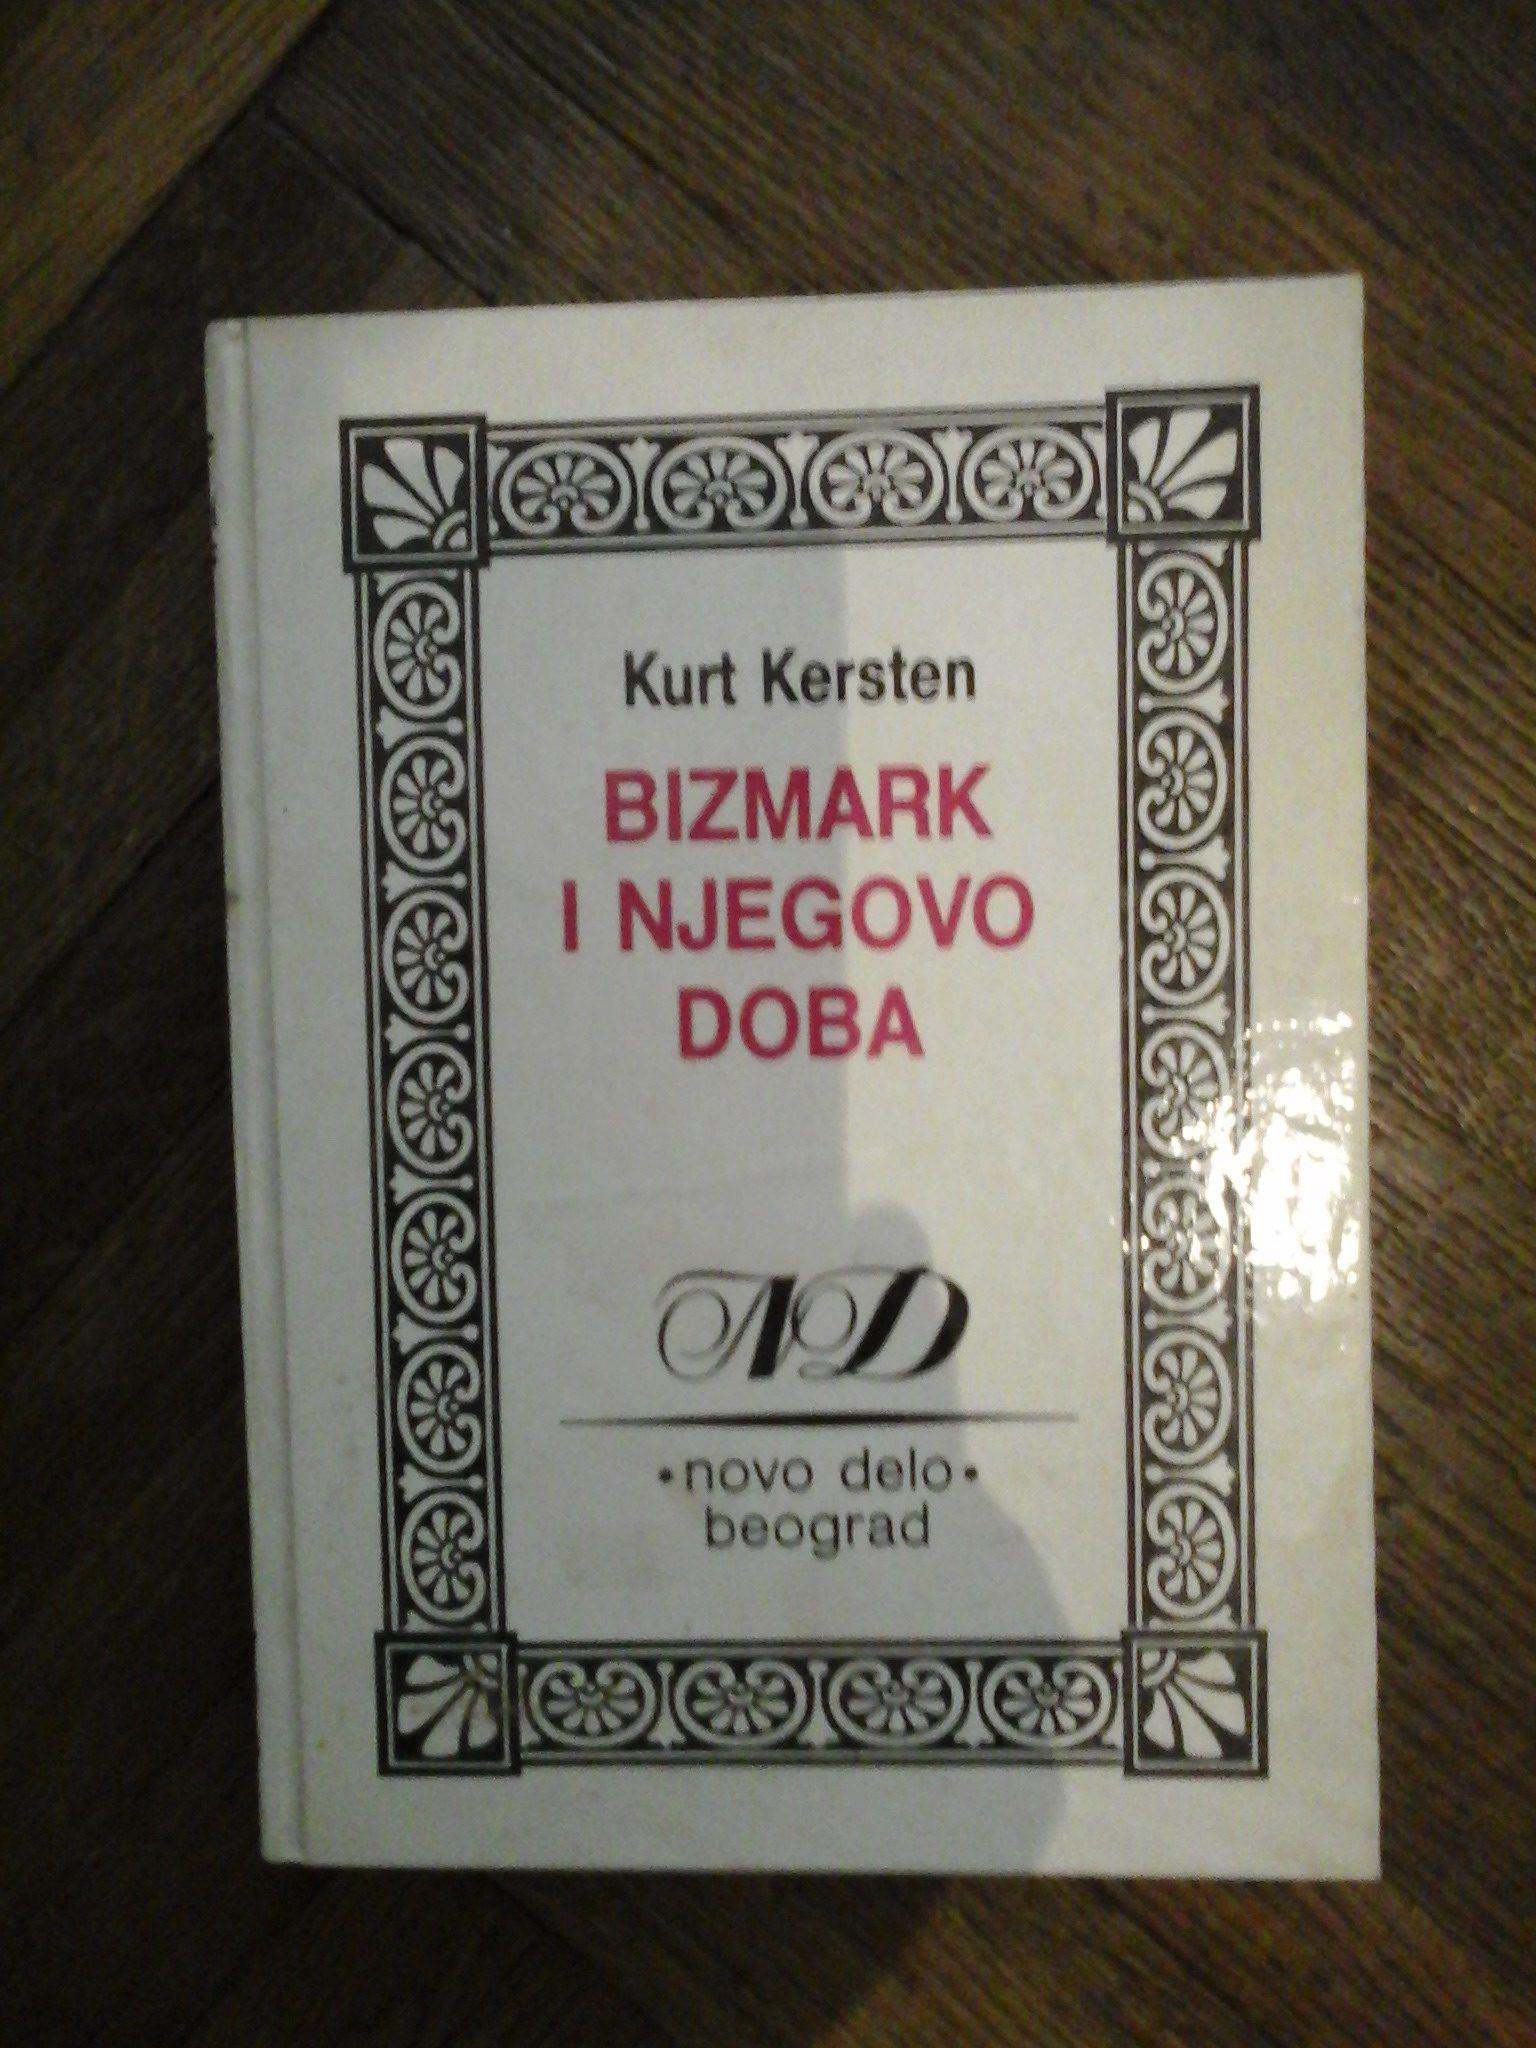 Kurt Kersten
BIZMARK
I NJEGOVO
DOBA
ND
• novo delo •
beograd